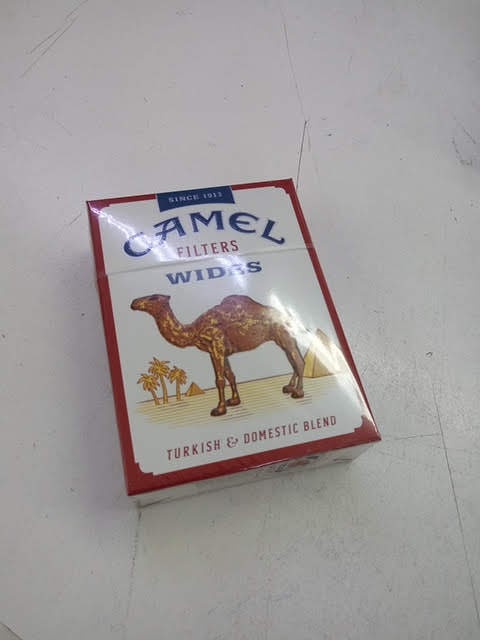 SINCE 1913
CAMEL
FILTERS
WIDES
TURKISH & DOMESTIC BLEND